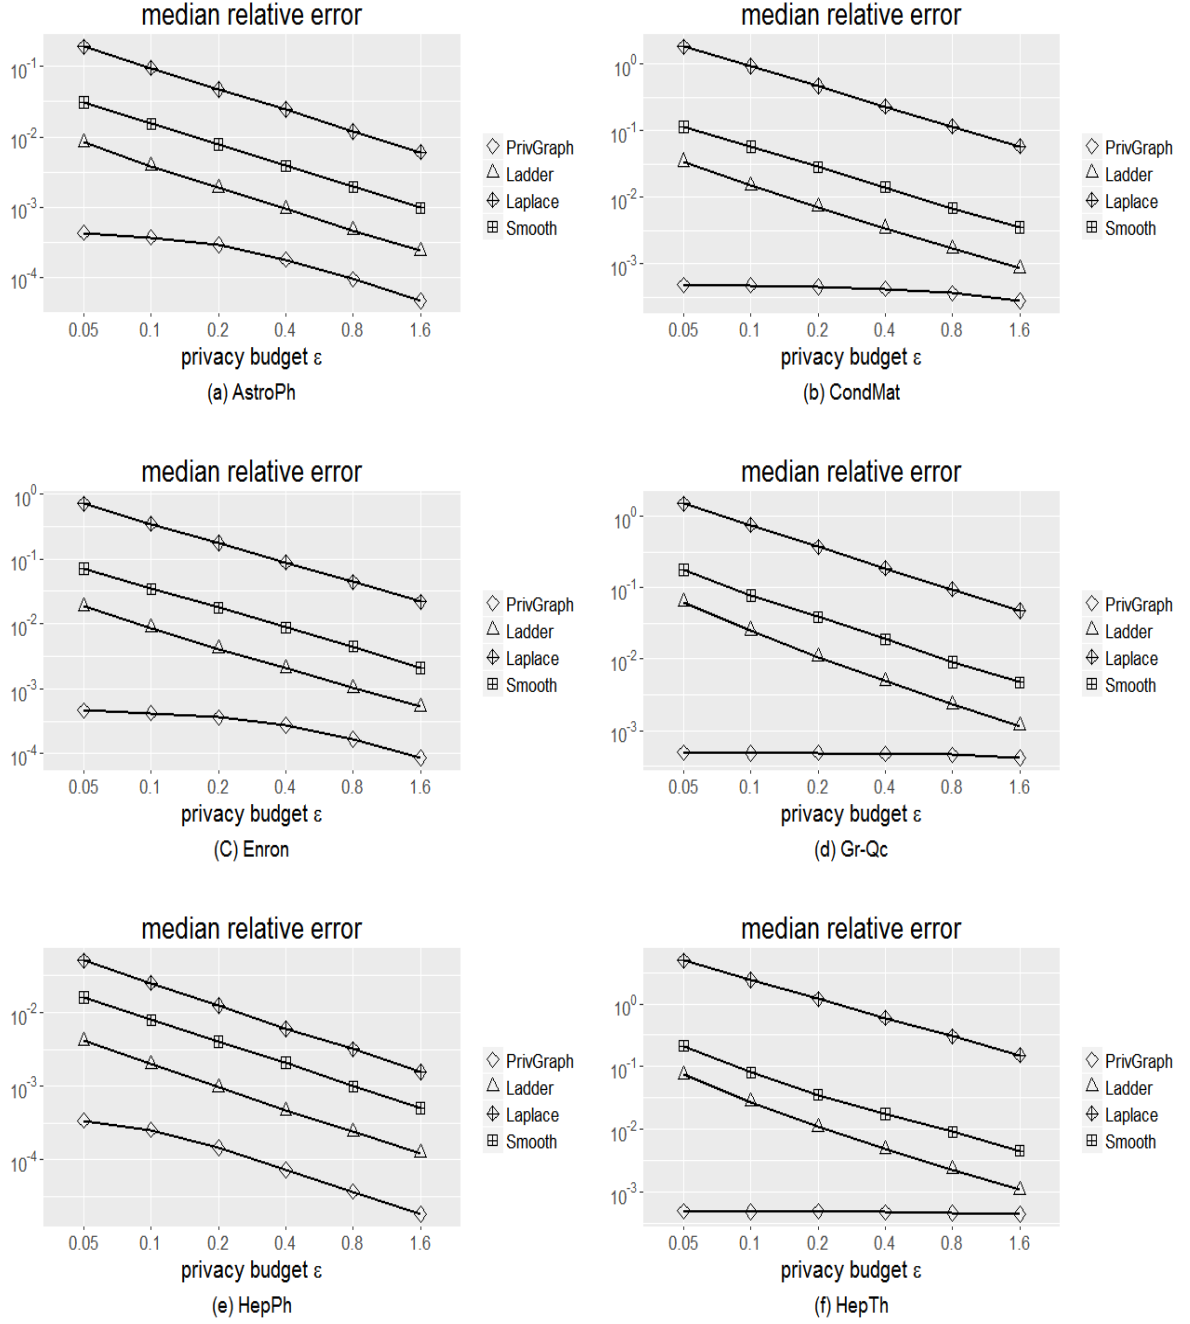 median relative error
10^-1
10^-2
10^-3
10^-4
0.05 0.1 0.2 0.4 0.8 1.6
privacy budget ε
PrivGraph
Ladder
Laplace
Smooth
(a) AstroPh
median relative error
10^0
10^-1
10^-2
10^-3
0.05 0.1 0.2 0.4 0.8 1.6
privacy budget ε
PrivGraph
Ladder
Laplace
Smooth
(b) CondMat
median relative error
10^0
10^-1
10^-2
10^-3
10^-4
0.05 0.1 0.2 0.4 0.8 1.6
privacy budget ε
PrivGraph
Ladder
Laplace
Smooth
(C) Enron
median relative error
10^0
10^-1
10^-2
10^-3
0.05 0.1 0.2 0.4 0.8 1.6
privacy budget ε
PrivGraph
Ladder
Laplace
Smooth
(d) Gr-Qc
median relative error
10^-2
10^-3
10^-4
0.05 0.1 0.2 0.4 0.8 1.6
privacy budget ε
PrivGraph
Ladder
Laplace
Smooth
(e) HepPh
median relative error
10^0
10^-1
10^-2
10^-3
0.05 0.1 0.2 0.4 0.8 1.6
privacy budget ε
PrivGraph
Ladder
Laplace
Smooth
(f) HepTh